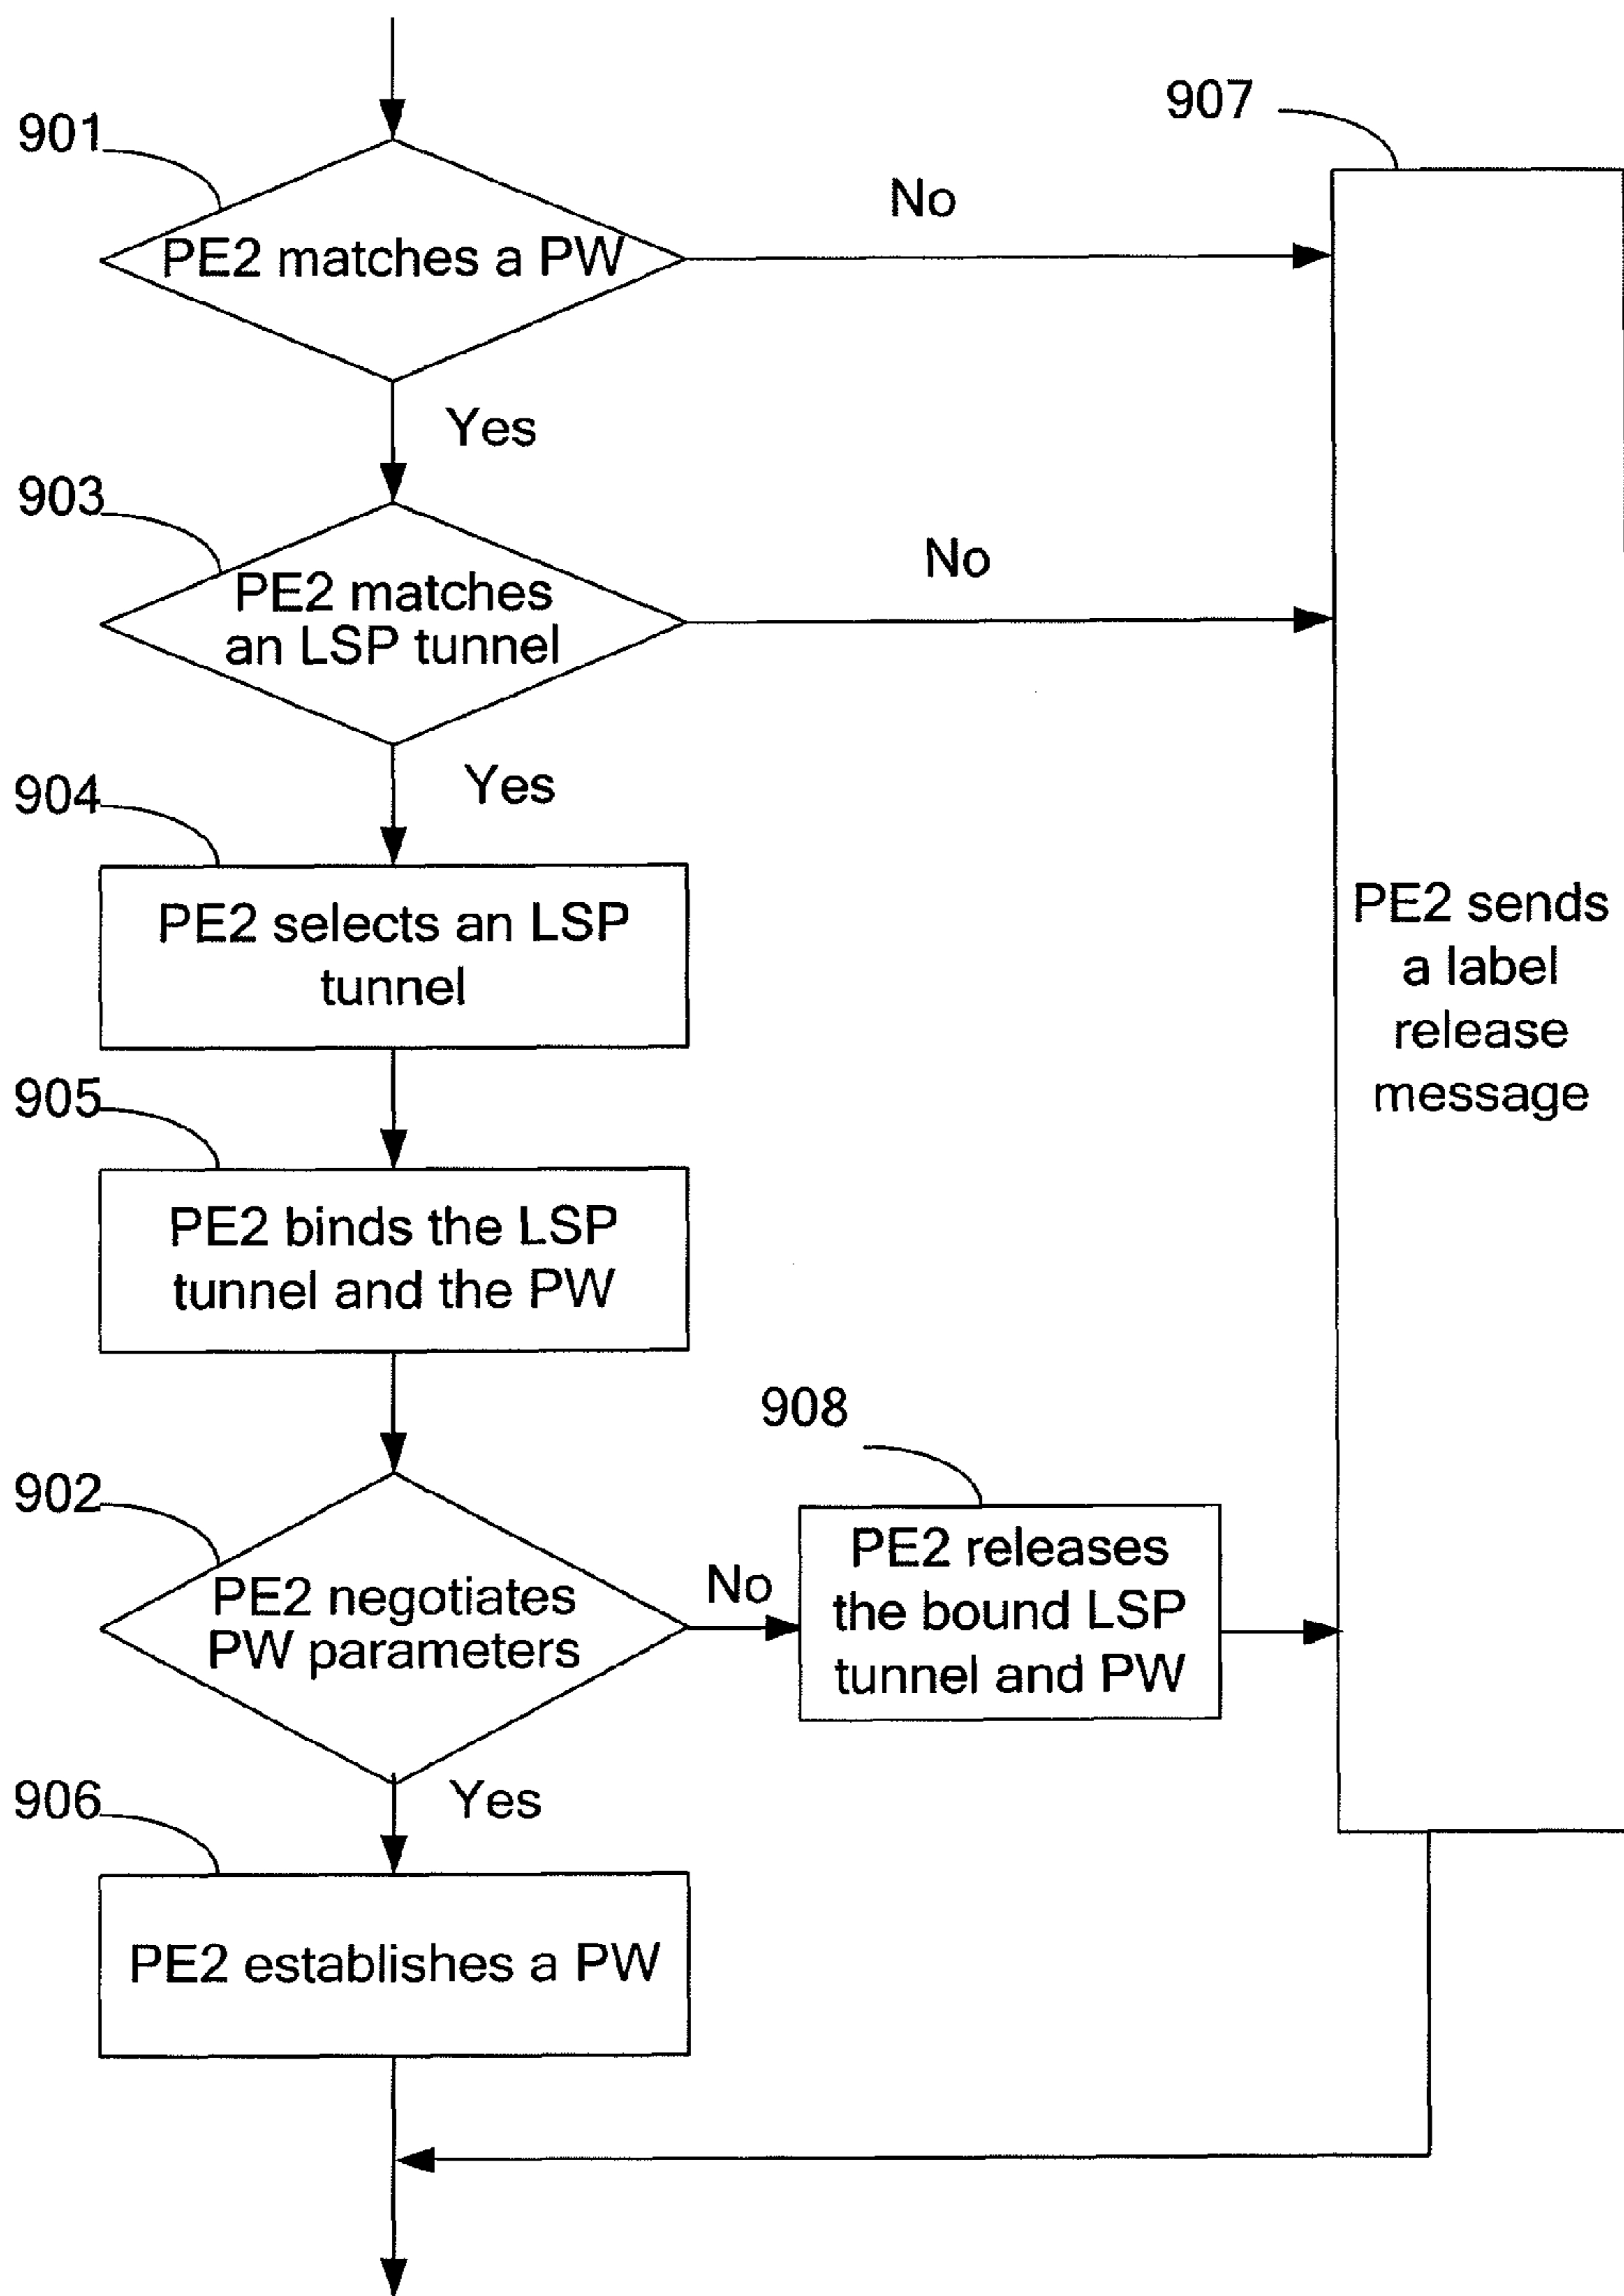 907
901
No
PE2 matches a PW
Yes
903
No
PE2 matches
an LSP tunnel
Yes
904
PE2 selects an LSP
tunnel
PE2 sends
a label
release
message
905
PE2 binds the LSP
tunnel and the PW
908
902
PE2 negotiates
PW parameters
No
PE2 releases
the bound LSP
tunnel and PW
Yes
906
PE2 establishes a PW